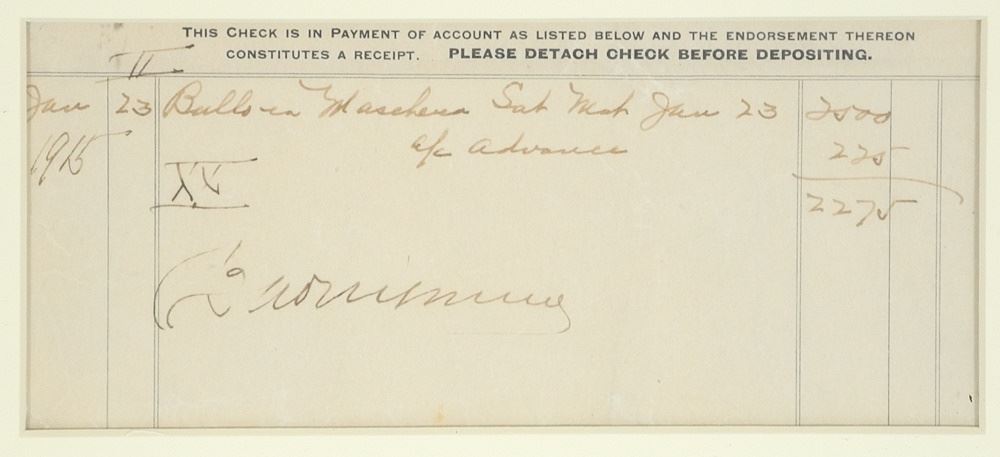 THIS CHECK IS IN PAYMENT OF ACCOUNT AS LISTED BELOW AND THE ENDORSEMENT THEREON
CONSTITUTES A RECEIPT. PLEASE DETACH CHECK BEFORE DEPOSITING.
II
Jan 23 Ballo in Maschera Sat Mat Jan 23 2500
1915 a/c advance 225
XV
2275